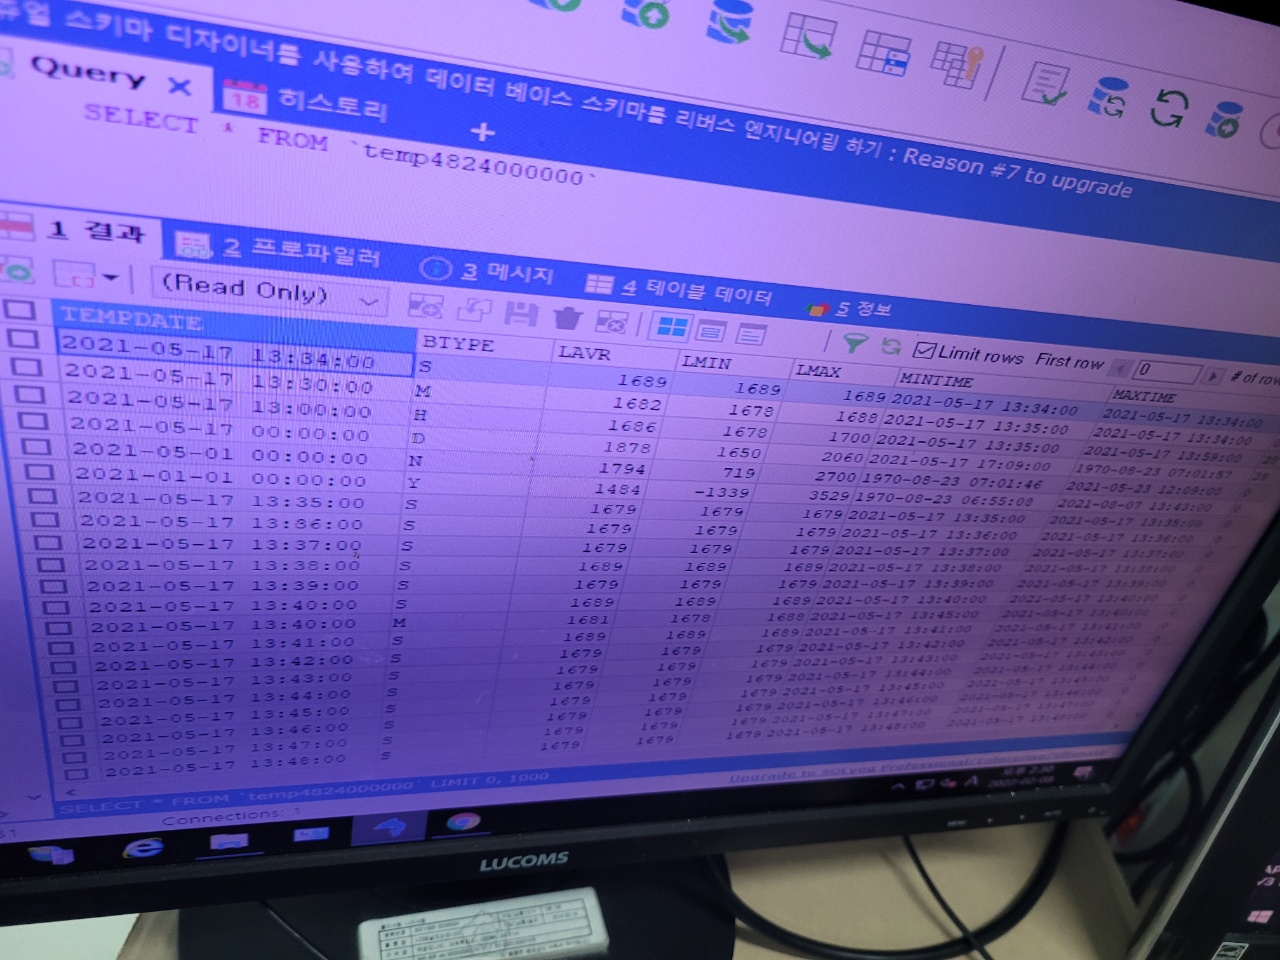 듀얼 스키마 디자이너를 사용하여 데이터 베이스 스키마를 리버스 엔지니어링 하기 : Reason #7 to upgrade
Query
18 히스토리
SELECT * FROM `temp4824000000`
1 결과
2 프로파일러
3 메시지
4 테이블 데이터
5 정보
(Read Only)
Limit rows First row 0 # of row
TEMPDATE BTYPE LAVR LMIN LMAX MINTIME MAXTIME
2021-05-17 13:34:00 S 1689 1689 1689 2021-05-17 13:34:00 2021-05-17 13:34:00
2021-05-17 13:30:00 M 1682 1678 1688 2021-05-17 13:35:00 2021-05-17 13:34:00
2021-05-17 13:00:00 H 1686 1678 1700 2021-05-17 13:35:00 2021-05-17 13:59:00
2021-05-17 00:00:00 D 1878 1650 2060 2021-05-17 17:09:00 1970-08-23 07:01:57
2021-05-01 00:00:00 N 1794 719 2700 1970-08-23 07:01:46 2021-05-23 12:09:00
2021-01-01 00:00:00 Y 1484 -1339 3529 1970-08-23 06:55:08 2021-08-07 13:43:00
2021-05-17 13:35:00 S 1679 1679 1679 2021-05-17 13:35:00 2021-05-17 13:35:00
2021-05-17 13:36:00 S 1679 1679 1679 2021-05-17 13:36:00 2021-05-17 13:36:00
2021-05-17 13:37:00 S 1679 1679 1679 2021-05-17 13:37:00 2021-05-17 13:37:00
2021-05-17 13:38:00 S 1689 1689 1689 2021-05-17 13:38:00 2021-05-17 13:38:00
2021-05-17 13:39:00 S 1679 1679 1679 2021-05-17 13:39:00 2021-05-17 13:39:00
2021-05-17 13:40:00 S 1689 1689 1689 2021-05-17 13:40:00 2021-05-17 13:40:00
2021-05-17 13:40:00 M 1681 1678 1688 2021-05-17 13:45:00 2021-05-17 13:40:00
2021-05-17 13:41:00 S 1689 1689 1689 2021-05-17 13:41:00 2021-05-17 13:41:00
2021-05-17 13:42:00 S 1679 1679 1679 2021-05-17 13:42:00 2021-05-17 13:42:00
2021-05-17 13:43:00 S 1679 1679 1679 2021-05-17 13:43:00 2021-05-17 13:43:00
2021-05-17 13:44:00 S 1679 1679 1679 2021-05-17 13:44:00 2021-05-17 13:44:00
2021-05-17 13:45:00 S 1679 1679 1679 2021-05-17 13:45:00
2021-05-17 13:46:00 S 1679 1679 1679 2021-05-17 13:46:00
2021-05-17 13:47:00 S 1679 1679 1679 2021-05-17 13:47:00
2021-05-17 13:48:00 S 1679 1679 1679 2021-05-17 13:48:00
SELECT * FROM `temp4824000000` LIMIT 0, 1000
Connections: 1
Upgrade to SQLyog Professional/Enterprise/Ultimate
LUCOMS